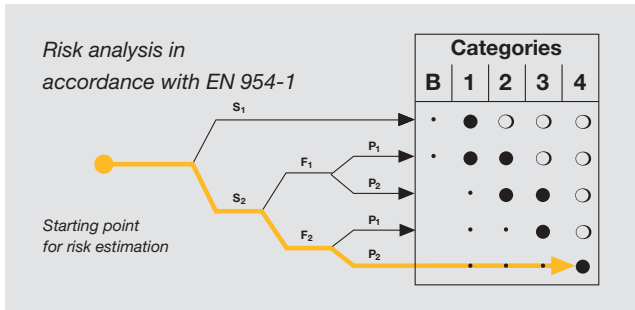 Risk analysis in
accordance with EN 954-1
Categories
B 1 2 3 4
S1
F1
P1
P2
S2
P1
F2
P2
Starting point
for risk estimation